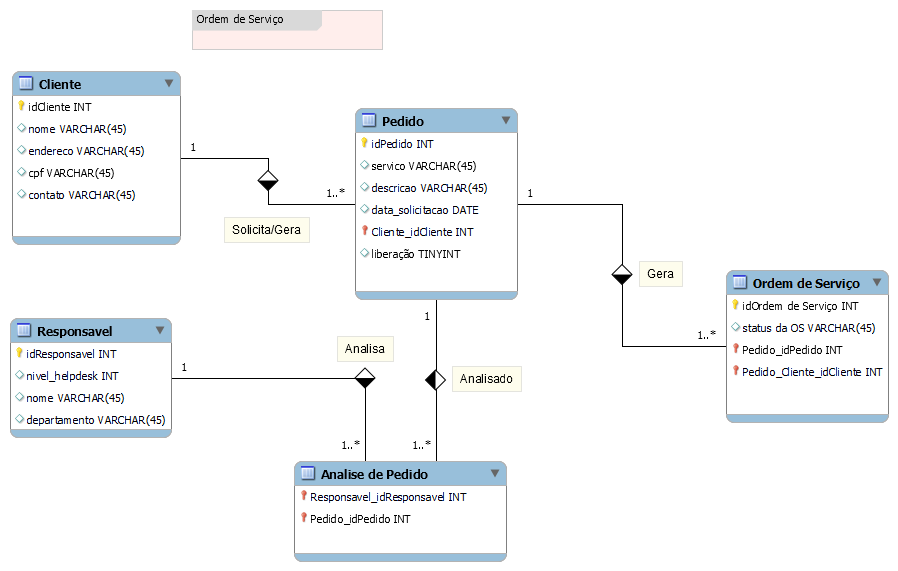 Ordem de Serviço
Cliente
idCliente INT
nome VARCHAR(45)
endereco VARCHAR(45)
cpf VARCHAR(45)
contato VARCHAR(45)
1
1..*
Solicita/Gera
Pedido
idPedido INT
servico VARCHAR(45)
descricao VARCHAR(45)
data_solicitacao DATE
Cliente_idCliente INT
liberação TINYINT
1
Gera
1..*
Ordem de Serviço
idOrdem de Serviço INT
status da OS VARCHAR(45)
Pedido_idPedido INT
Pedido_Cliente_idCliente INT
Responsavel
idResponsavel INT
nivel_helpdesk INT
nome VARCHAR(45)
departamento VARCHAR(45)
1
Analisa
1..*
1
Analisado
1..*
Analise de Pedido
Responsavel_idResponsavel INT
Pedido_idPedido INT